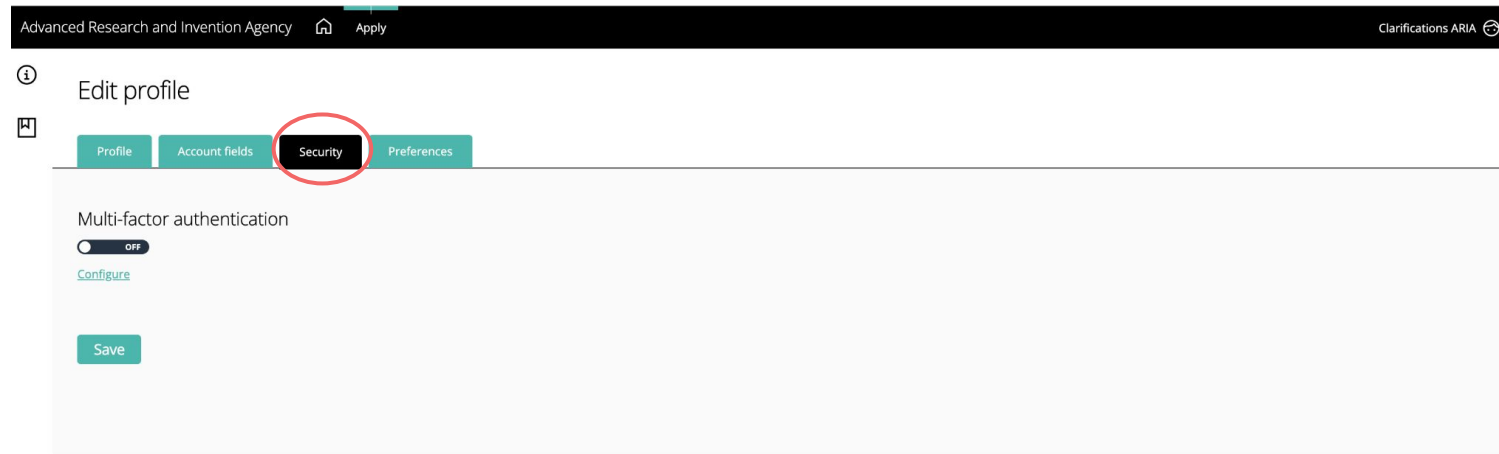 Advanced Research and Invention Agency Apply Clarifications ARIA
Edit profile
Profile Account fields Security Preferences
Multi-factor authentication
OFF
Configure
Save